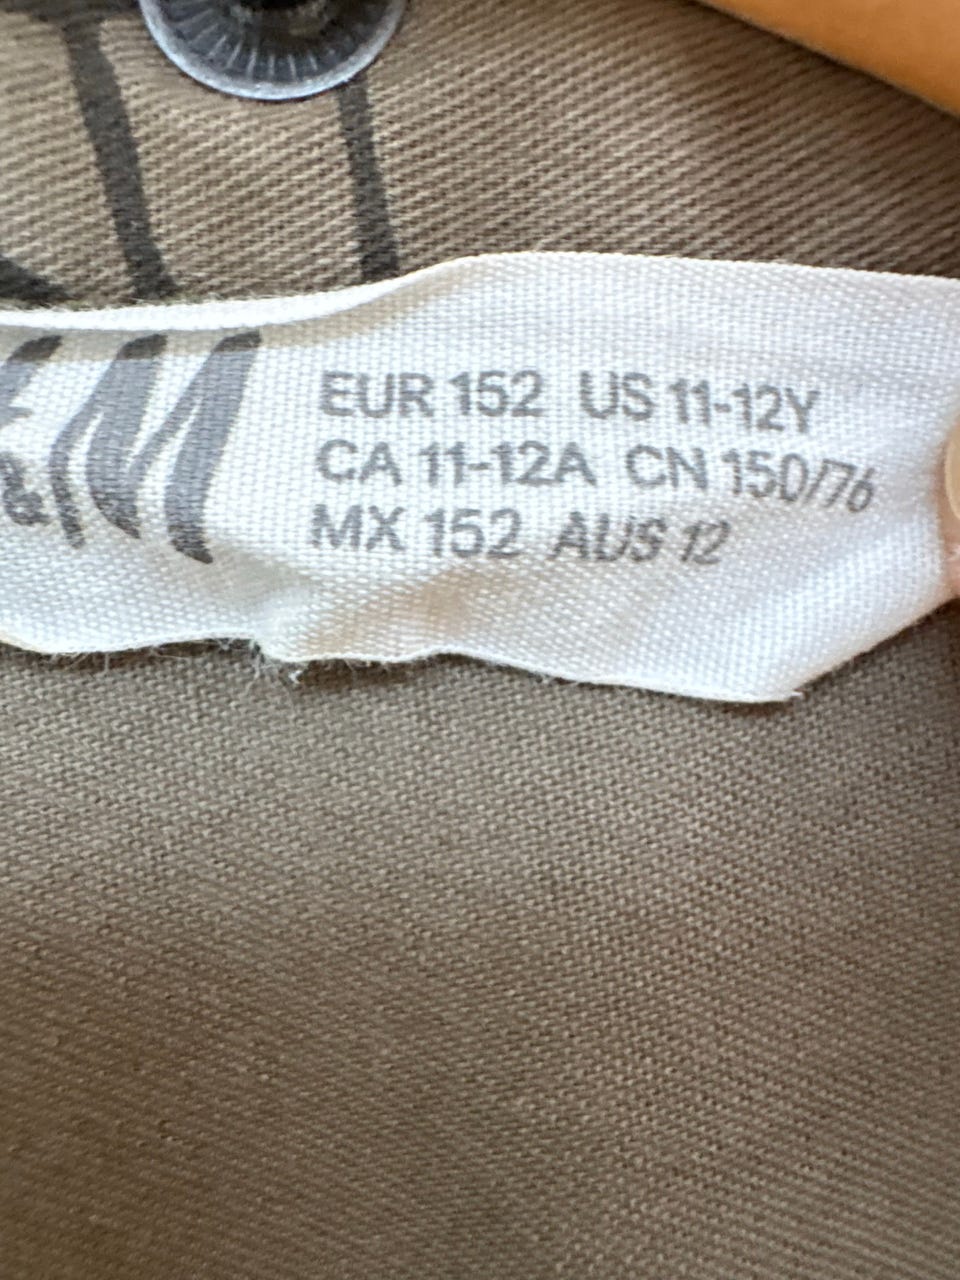 &M
EUR 152 US 11-12Y
CA 11-12A CN 150/76
MX 152 AUS 12